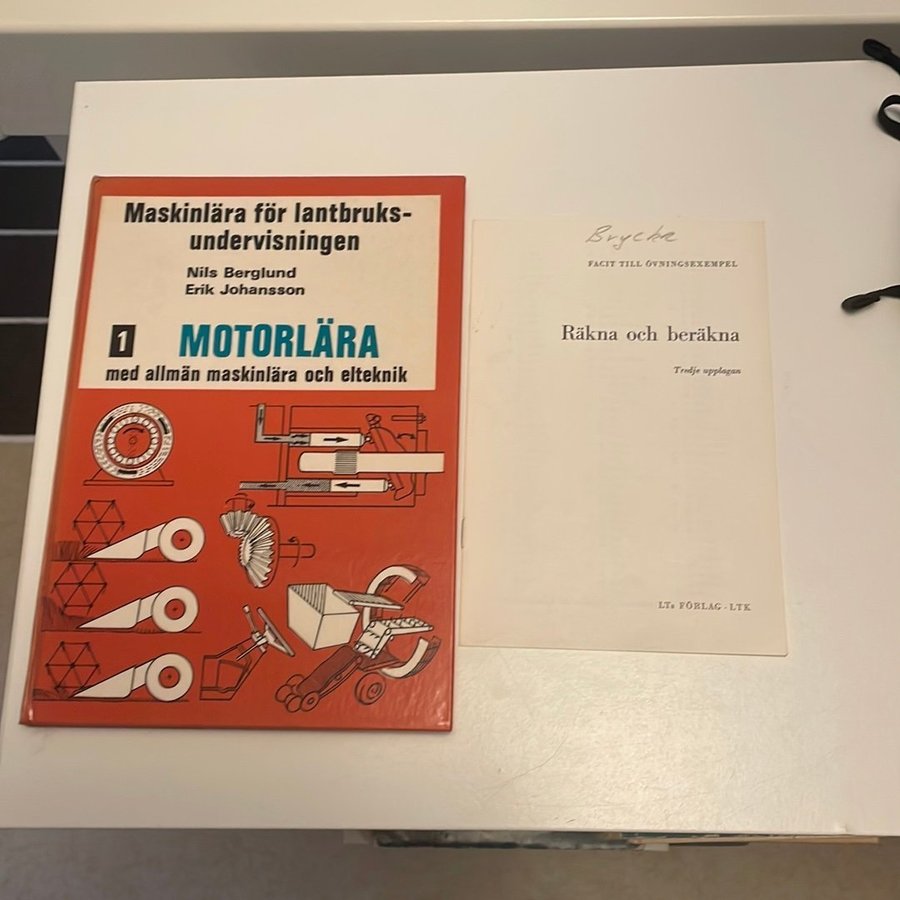 Maskinlära för lantbruks-
undervisningen
Nils Berglund
Erik Johansson
1 MOTORLÄRA
med allmän maskinlära och elteknik
Brycke
FACIT TILL ÖVNINGSEXEMPEL
Räkna och beräkna
Tredje upplagan
LTs FÖRLAG · LTK